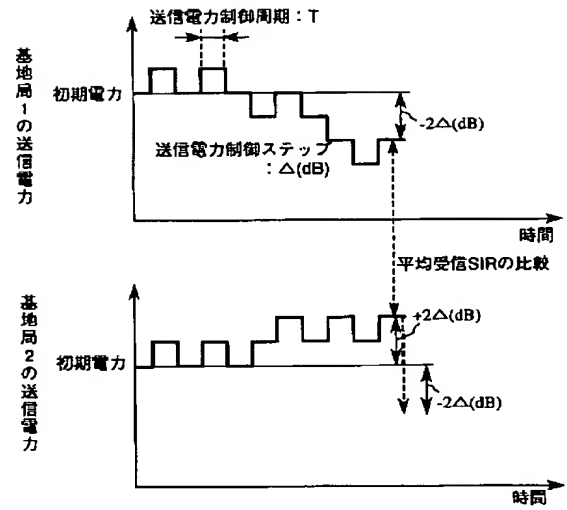 送信電力制御周期：T
基地局1の送信電力
初期電力
-2△(dB)
送信電力制御ステップ
：△(dB)
時間
平均受信SIRの比較
基地局2の送信電力
初期電力
+2△(dB)
-2△(dB)
時間